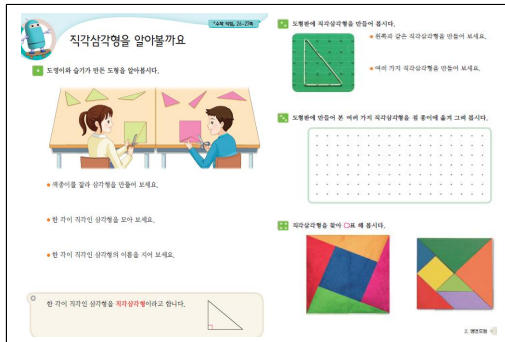 직각삼각형을 알아볼까요
「수학 익힘」 26~27쪽
도영이와 슬기가 만든 도형을 알아봅시다.
색종이를 잘라 삼각형을 만들어 보세요.
한 각이 직각인 삼각형을 모아 보세요.
한 각이 직각인 삼각형의 이름을 지어 보세요.
한 각이 직각인 삼각형을 직각삼각형이라고 합니다.
도형판에 직각삼각형을 만들어 봅시다.
왼쪽과 같은 직각삼각형을 만들어 보세요.
여러 가지 직각삼각형을 만들어 보세요.
도형판에 만들어 본 여러 가지 직각삼각형을 점 종이에 옮겨 그려 봅시다.
직각삼각형을 찾아 ○표 해 봅시다.
2. 평면도형